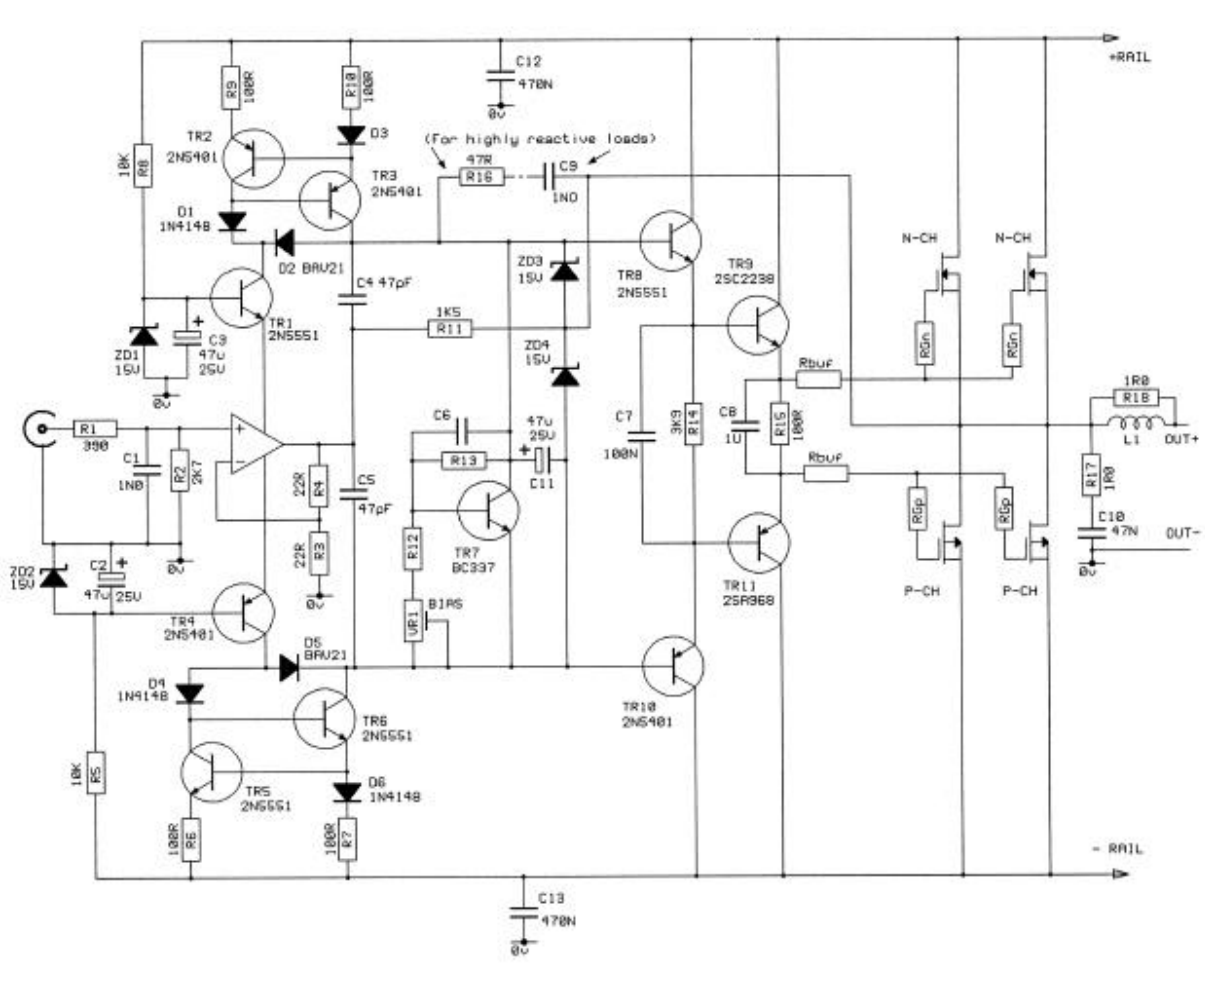 +RAIL
C12
470N
0v
R9
100R
R10
100R
D3
TR2
2N5401
(For highly reactive loads)
47R
R16
C9
1N0
10K
R8
TR3
2N5401
D1
1N4148
D2 BAV21
C4 47pF
ZD3
15V
TR8
2N5551
TR9
2SC2238
N-CH
N-CH
TR1
2N5551
1K5
R11
ZD1
15V
+
C3
47u
25V
0v
ZD4
15V
Rbuf
RGn
RGn
1R0
R18
L1
OUT+
R1
390
C1
1N0
R2
2K7
+
-
22R
R4
C5
47pF
C6
R13
47u
25V
+
C11
C7
100N
3K9
R14
C8
1U
R15
100R
Rbuf
RGp
RGp
R17
1R0
C10
47N
0v
OUT-
ZD2
15V
C2
+
47u
25V
0v
22R
R3
0v
R12
TR7
BC337
VR1
BIAS
TR11
2SA968
P-CH
P-CH
TR4
2N5401
D5
BAV21
D4
1N4148
TR6
2N5551
TR10
2N5401
10K
R5
TR5
2N5551
D6
1N4148
100R
R6
100R
R7
- RAIL
C13
470N
0v